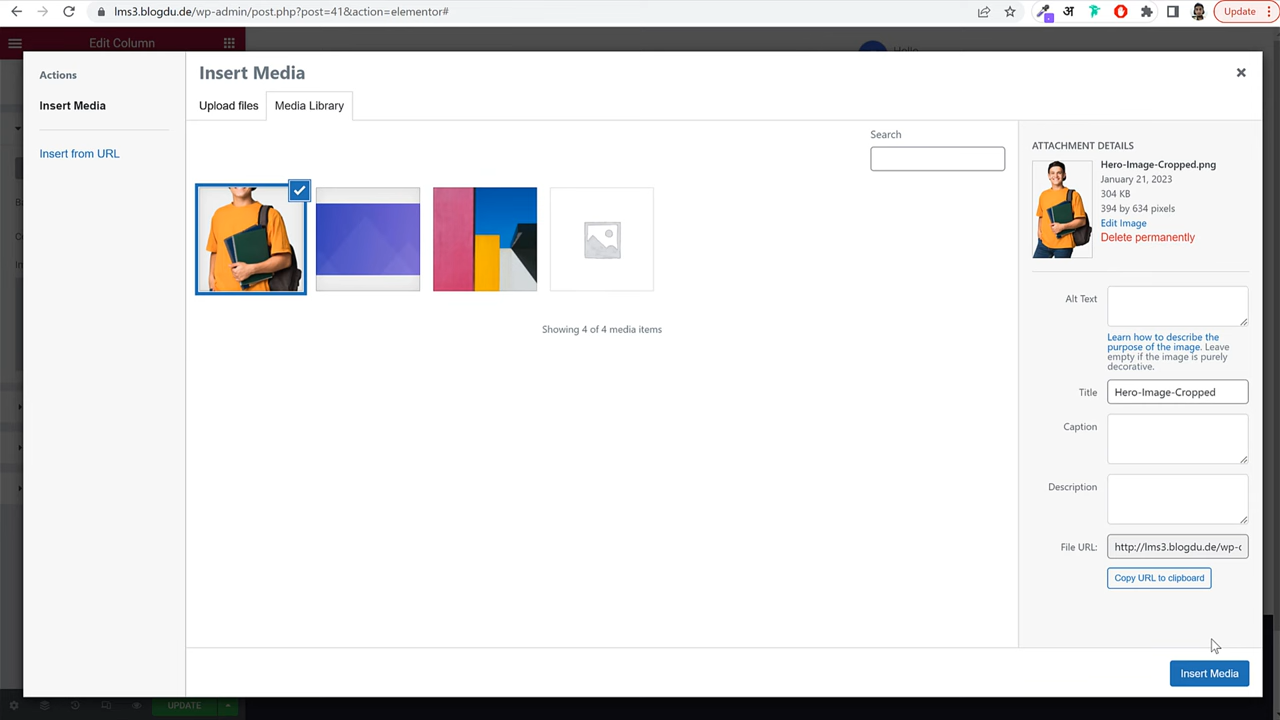 lms3.blogdu.de/wp-admin/post.php?post=41&action=elementor#
अ
Update
Edit Column
Hello
Actions
Insert Media
Insert from URL
Insert Media
Upload files
Media Library
Search
Showing 4 of 4 media items
ATTACHMENT DETAILS
Hero-Image-Cropped.png
January 21, 2023
304 KB
394 by 634 pixels
Edit Image
Delete permanently
Alt Text
Learn how to describe the
purpose of the image. Leave
empty if the image is purely
decorative.
Title
Hero-Image-Cropped
Caption
Description
File URL:
http://lms3.blogdu.de/wp-c
Copy URL to clipboard
Insert Media
UPDATE